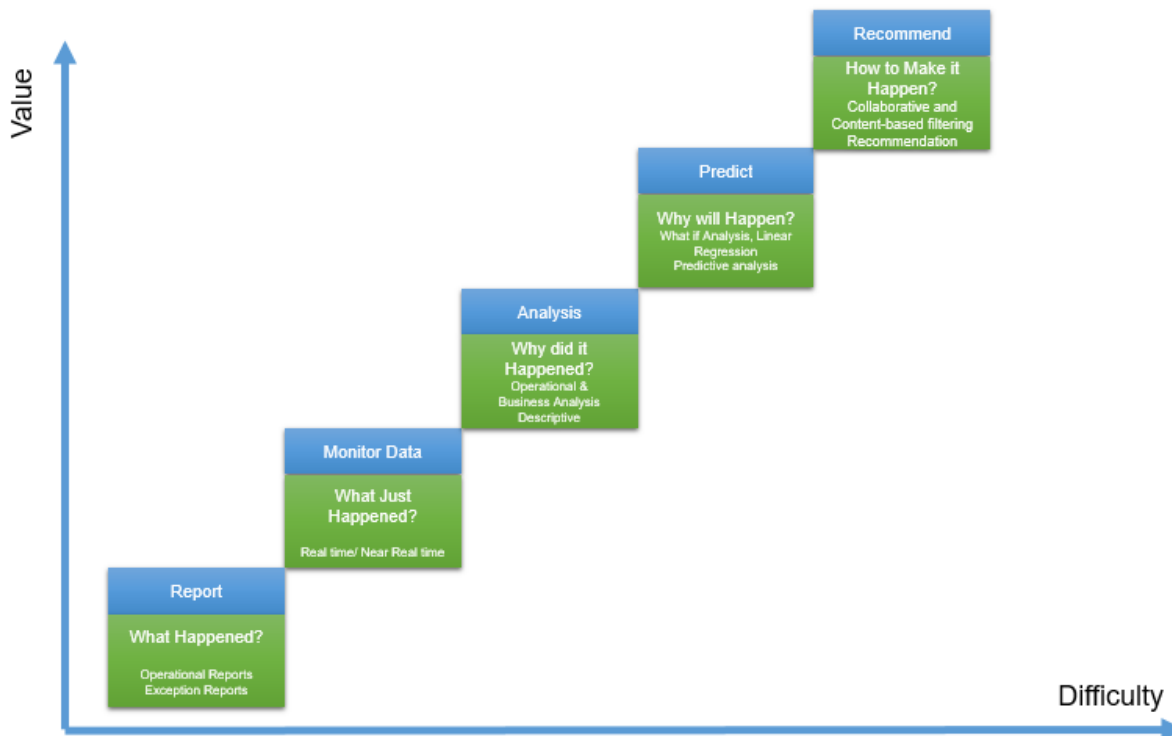 Value
Recommend
How to Make it
Happen?
Collaborative and
Content-based filtering
Recommendation
Predict
Why will Happen?
What if Analysis, Linear
Regression
Predictive analysis
Analysis
Why did it
Happened?
Operational &
Business Analysis
Descriptive
Monitor Data
What Just
Happened?
Real time/ Near Real time
Report
What Happened?
Operational Reports
Exception Reports
Difficulty